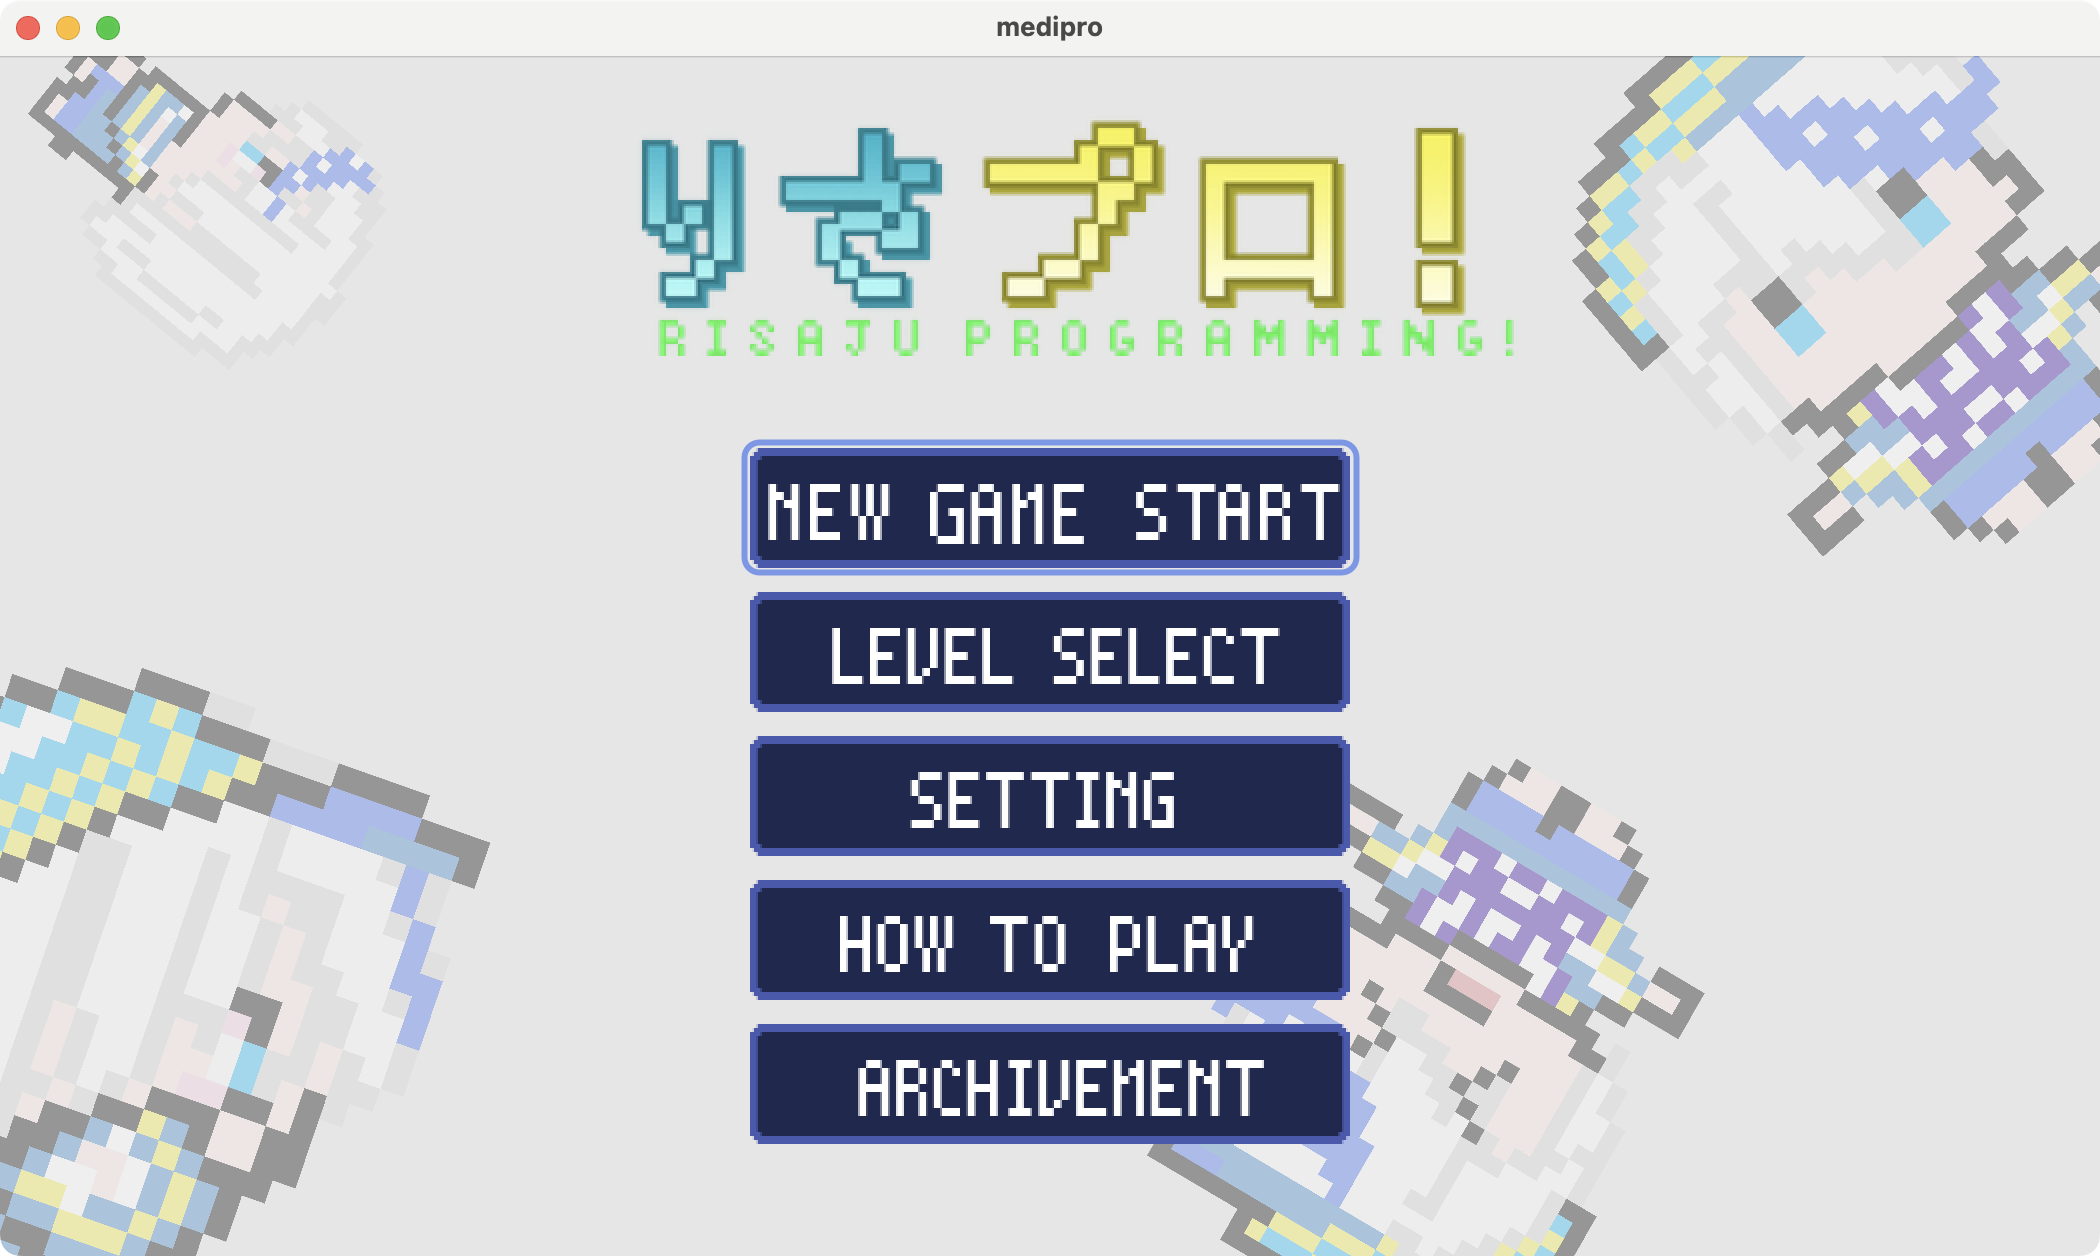 medipro
りさプロ!
RISAJU PROGRAMMING!
NEW GAME START
LEVEL SELECT
SETTING
HOW TO PLAY
ARCHIVEMENT